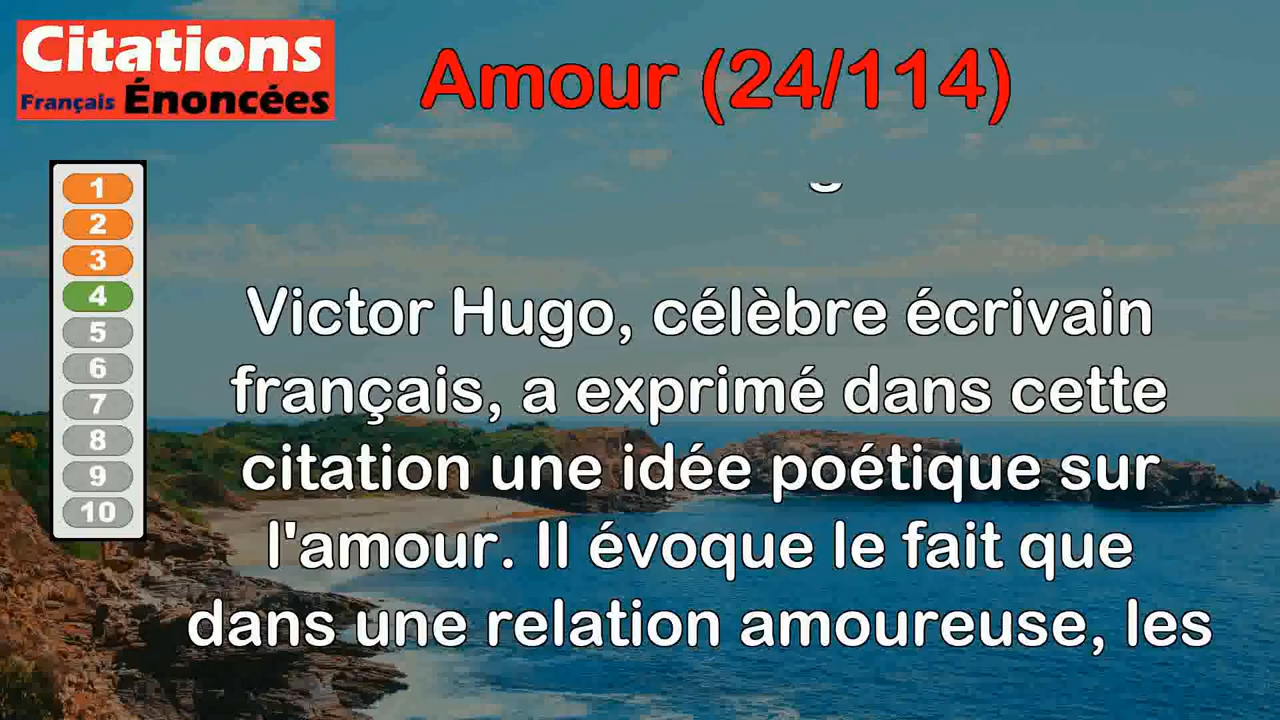 Citations
Français Énoncées
Amour (24/114)
1
2
3
4
5
6
7
8
9
10
Victor Hugo, célèbre écrivain
français, a exprimé dans cette
citation une idée poétique sur
l'amour. Il évoque le fait que
dans une relation amoureuse, les